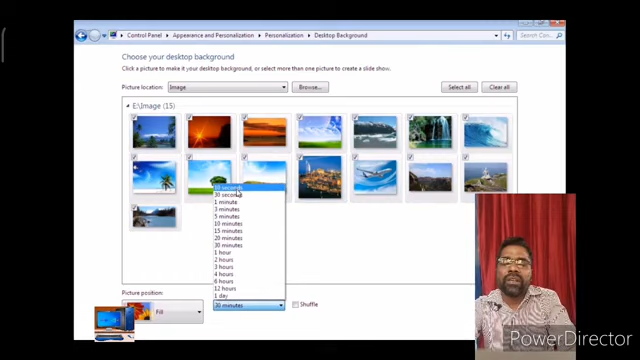 Control Panel ▸ Appearance and Personalization ▸ Personalization ▸ Desktop Background
Search Con...
Choose your desktop background
Click a picture to make it your desktop background, or select more than one picture to create a slide show.
Picture location: Image Browse... Select all Clear all
E:\Image (15)
10 seconds
30 seconds
1 minute
3 minutes
5 minutes
10 minutes
15 minutes
20 minutes
30 minutes
1 hour
2 hours
3 hours
4 hours
6 hours
12 hours
1 day
Picture position:
Fill 30 minutes Shuffle
PowerDirector